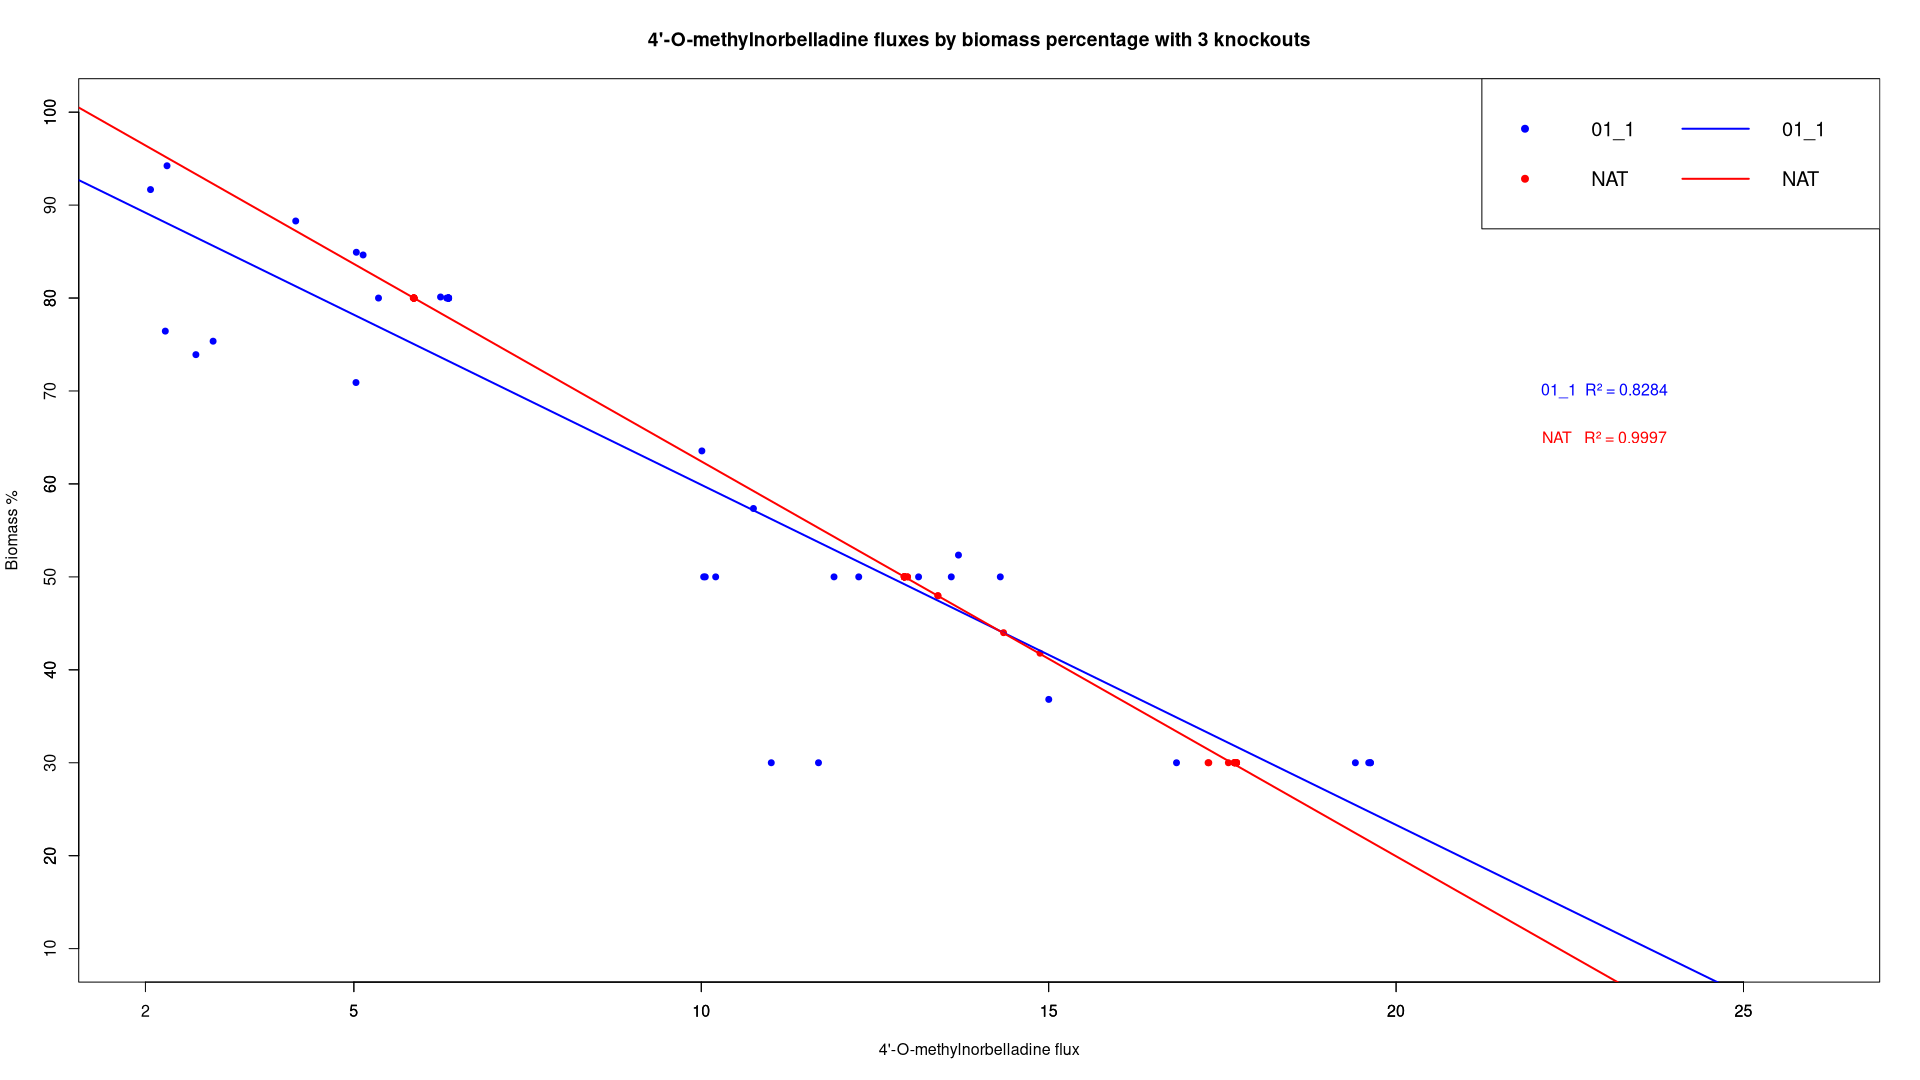 4'-O-methylnorbelladine fluxes by biomass percentage with 3 knockouts
01_1 01_1
NAT NAT
100
90
80
70
60
50
40
30
20
10
Biomass %
01_1 R² = 0.8284
NAT R² = 0.9997
2 5 10 15 20 25
4'-O-methylnorbelladine flux